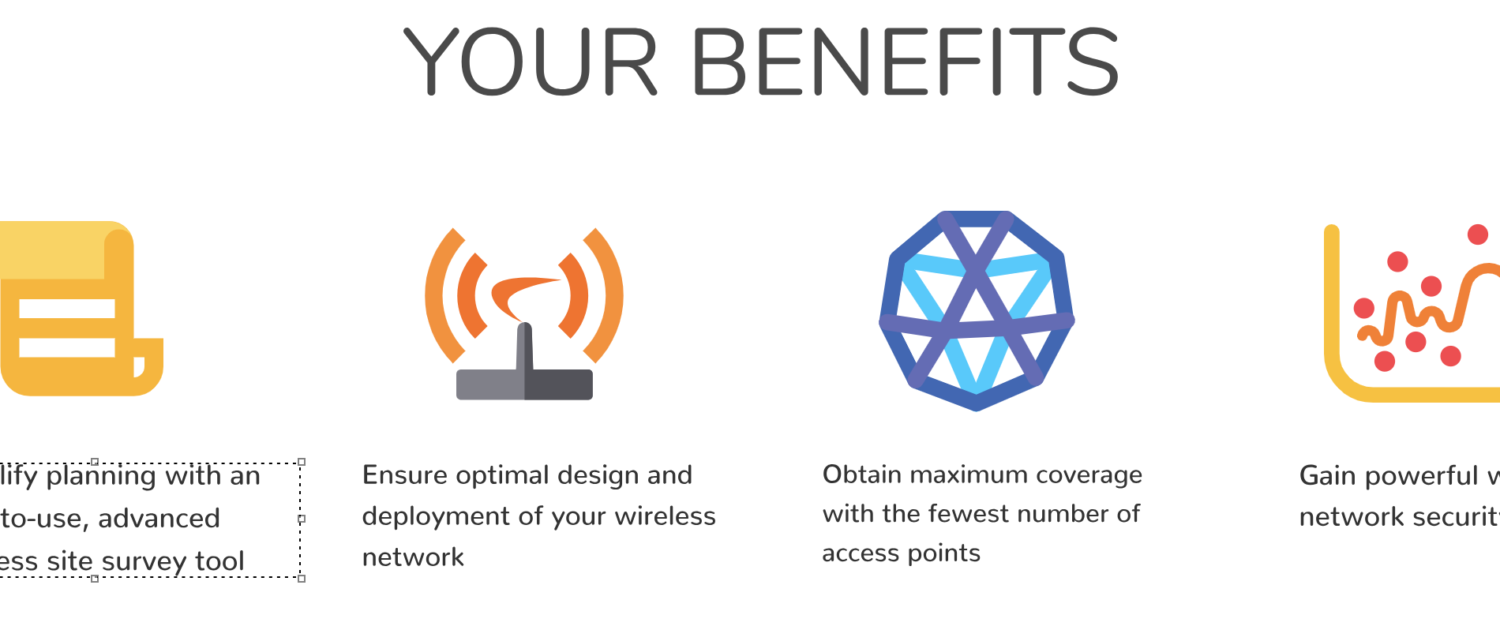 YOUR BENEFITS
lify planning with an
to-use, advanced
ess site survey tool
Ensure optimal design and
deployment of your wireless
network
Obtain maximum coverage
with the fewest number of
access points
Gain powerful w
network security